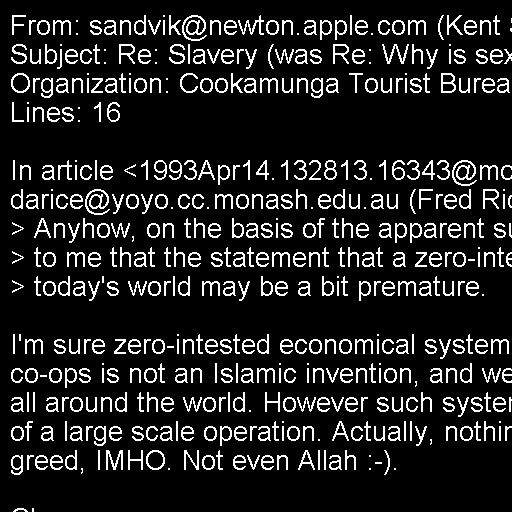 From: sandvik@newton.apple.com (Kent
Subject: Re: Slavery (was Re: Why is sex
Organization: Cookamunga Tourist Burea
Lines: 16

In article <1993Apr14.132813.16343@mo
darice@yoyo.cc.monash.edu.au (Fred Ric
> Anyhow, on the basis of the apparent su
> to me that the statement that a zero-inte
> today's world may be a bit premature.

I'm sure zero-intested economical system
co-ops is not an Islamic invention, and we
all around the world. However such syste
of a large scale operation. Actually, nothin
greed, IMHO. Not even Allah :-).